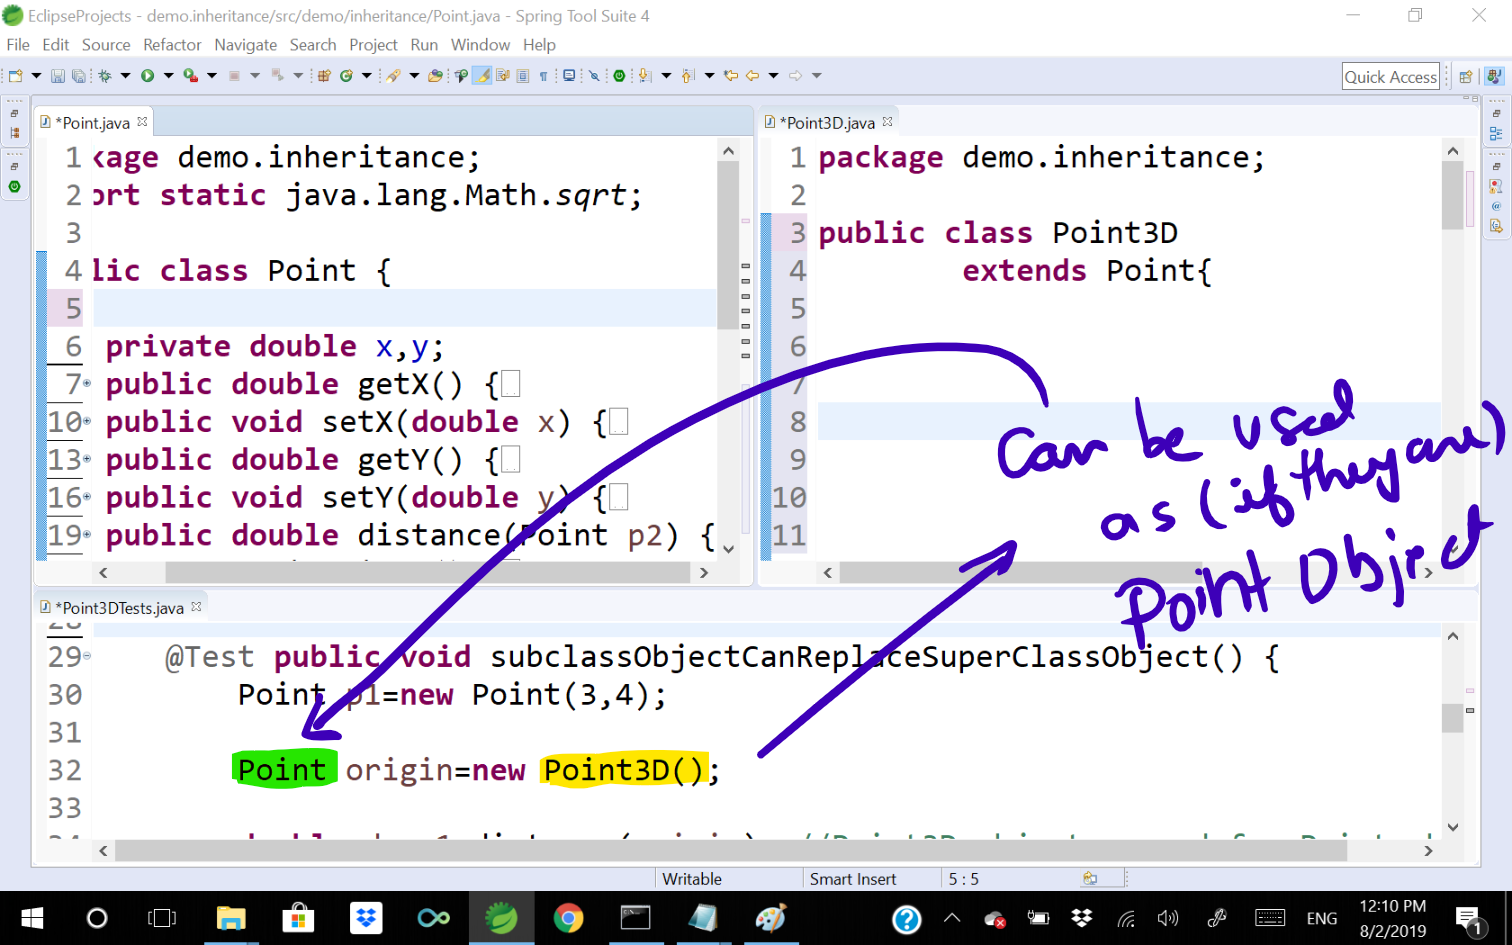 EclipseProjects - demo.inheritance/src/demo/inheritance/Point.java - Spring Tool Suite 4
File Edit Source Refactor Navigate Search Project Run Window Help
Quick Access
*Point.java
1 kage demo.inheritance;
2 ort static java.lang.Math.sqrt;
3
4 lic class Point {
5
6 private double x,y;
7 public double getX() {
10 public void setX(double x) {
13 public double getY() {
16 public void setY(double y) {
19 public double distance(Point p2) {
*Point3D.java
1 package demo.inheritance;
2
3 public class Point3D
4 extends Point{
5
6
7
8
9
10
11
can be used
as (if they are)
Point Object
*Point3DTests.java
28
29 @Test public void subclassObjectCanReplaceSuperClassObject() {
30 Point p1=new Point(3,4);
31
32 Point origin=new Point3D();
33
Writable Smart Insert 5 : 5
ENG 12:10 PM
8/2/2019
1